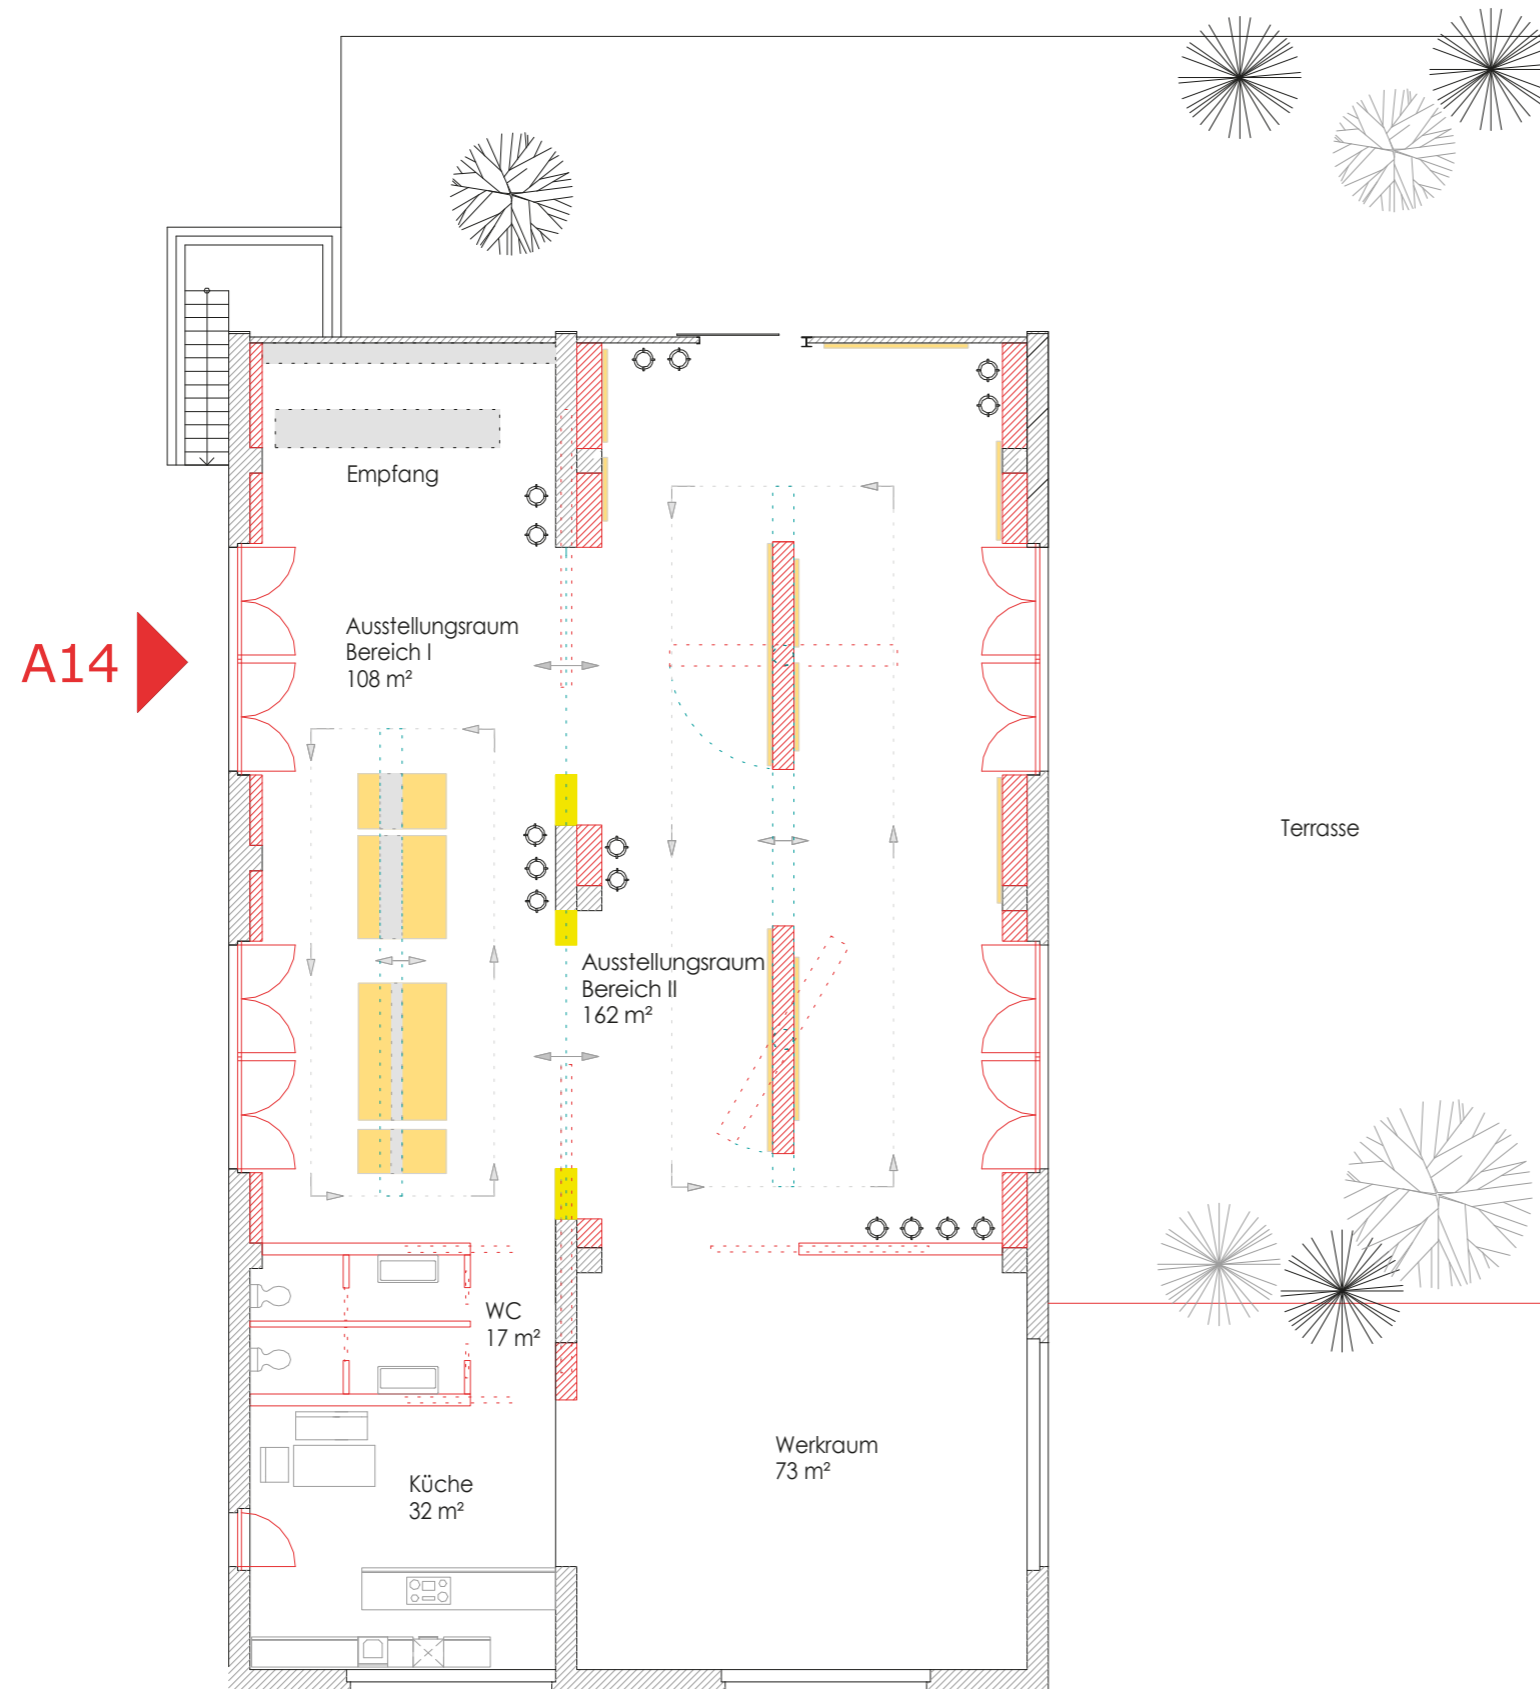 Empfang
Ausstellungsraum
Bereich I
108 m²
A14
Terrasse
Ausstellungsraum
Bereich II
162 m²
WC
17 m²
Werkraum
73 m²
Küche
32 m²